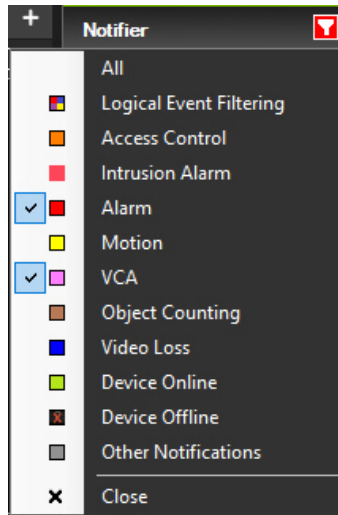 Notifier
All
Logical Event Filtering
Access Control
Intrusion Alarm
Alarm
Motion
VCA
Object Counting
Video Loss
Device Online
Device Offline
Other Notifications
Close